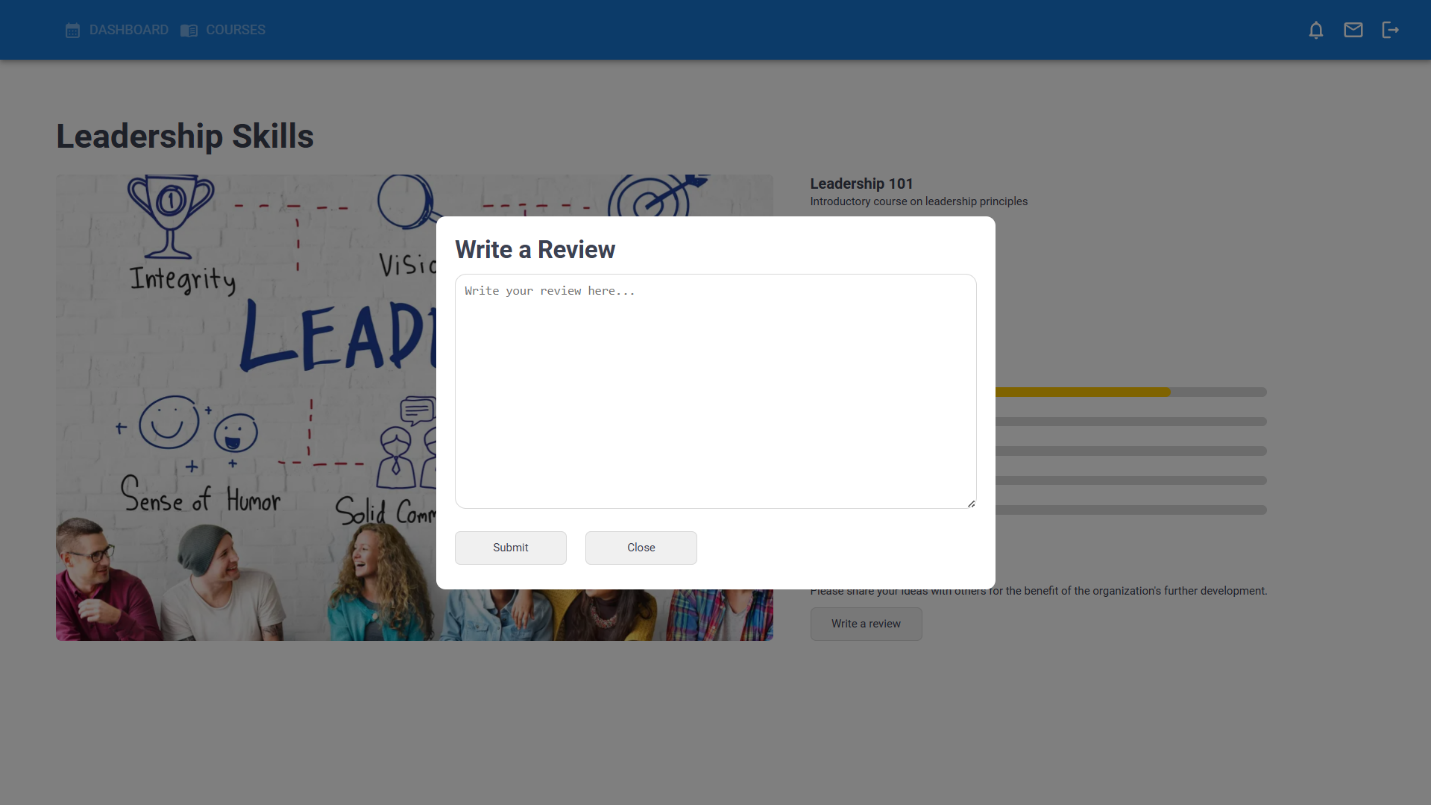 DASHBOARD COURSES
Leadership Skills
Leadership 101
Introductory course on leadership principles
Integrity
LEAD
Sense of Humor
Solid Comm
Write a Review
Write your review here...
Submit Close
Please share your ideas with others for the benefit of the organization's further development.
Write a review